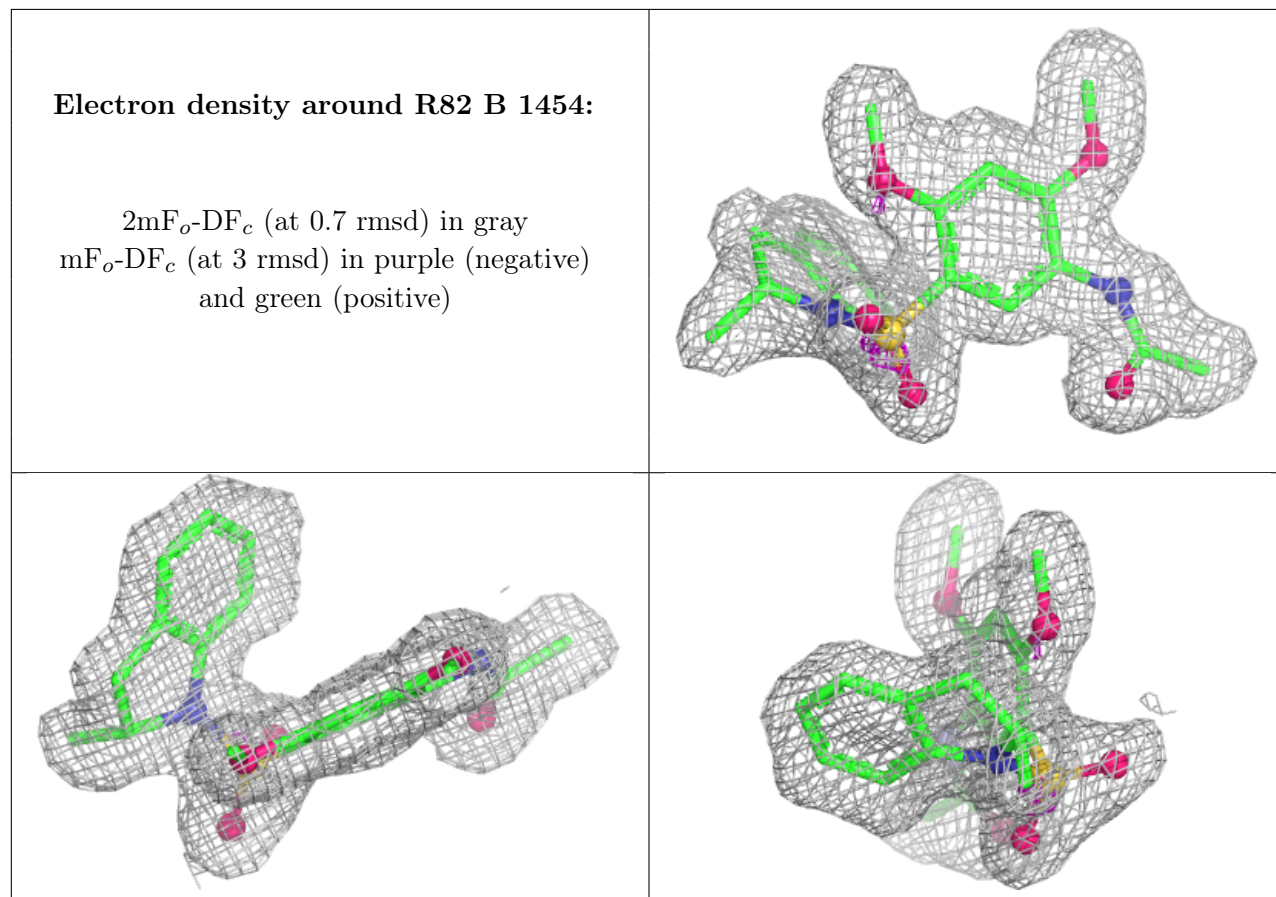 Electron density around R82 B 1454:
2mFo-DFc (at 0.7 rmsd) in gray
mFo-DFc (at 3 rmsd) in purple (negative)
and green (positive)